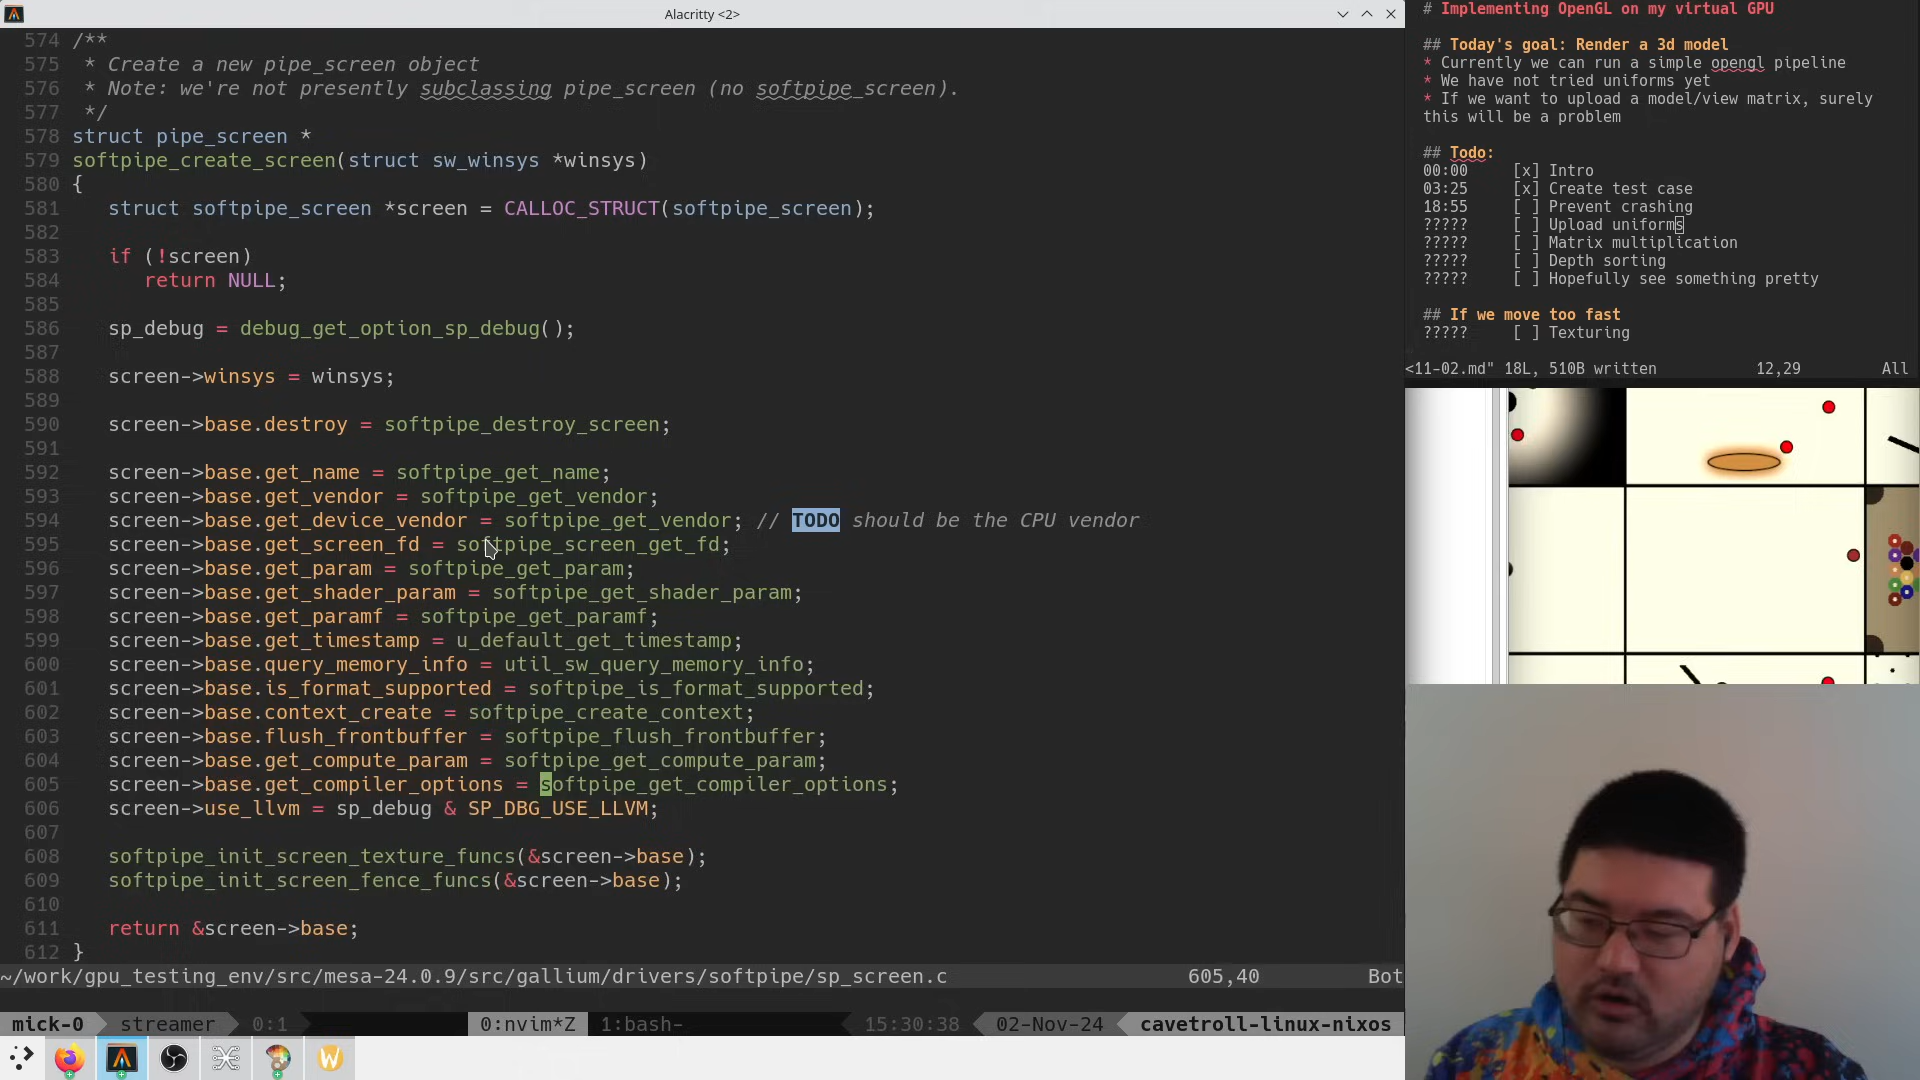 Alacritty <2>
574 /**
575  * Create a new pipe_screen object
576  * Note: we're not presently subclassing pipe_screen (no softpipe_screen).
577  */
578 struct pipe_screen *
579 softpipe_create_screen(struct sw_winsys *winsys)
580 {
581    struct softpipe_screen *screen = CALLOC_STRUCT(softpipe_screen);
582
583    if (!screen)
584       return NULL;
585
586    sp_debug = debug_get_option_sp_debug();
587
588    screen->winsys = winsys;
589
590    screen->base.destroy = softpipe_destroy_screen;
591
592    screen->base.get_name = softpipe_get_name;
593    screen->base.get_vendor = softpipe_get_vendor;
594    screen->base.get_device_vendor = softpipe_get_vendor; // TODO should be the CPU vendor
595    screen->base.get_screen_fd = softpipe_screen_get_fd;
596    screen->base.get_param = softpipe_get_param;
597    screen->base.get_shader_param = softpipe_get_shader_param;
598    screen->base.get_paramf = softpipe_get_paramf;
599    screen->base.get_timestamp = u_default_get_timestamp;
600    screen->base.query_memory_info = util_sw_query_memory_info;
601    screen->base.is_format_supported = softpipe_is_format_supported;
602    screen->base.context_create = softpipe_create_context;
603    screen->base.flush_frontbuffer = softpipe_flush_frontbuffer;
604    screen->base.get_compute_param = softpipe_get_compute_param;
605    screen->base.get_compiler_options = softpipe_get_compiler_options;
606    screen->use_llvm = sp_debug & SP_DBG_USE_LLVM;
607
608    softpipe_init_screen_texture_funcs(&screen->base);
609    softpipe_init_screen_fence_funcs(&screen->base);
610
611    return &screen->base;
612 }
~/work/gpu_testing_env/src/mesa-24.0.9/src/gallium/drivers/softpipe/sp_screen.c 605,40 Bot
mick-0 streamer 0:1 0:nvim*Z 1:bash- 15:30:38 02-Nov-24 cavetroll-linux-nixos
# Implementing OpenGL on my virtual GPU
## Today's goal: Render a 3d model
* Currently we can run a simple opengl pipeline
* We have not tried uniforms yet
* If we want to upload a model/view matrix, surely
this will be a problem
## Todo:
00:00 [x] Intro
03:25 [x] Create test case
18:55 [ ] Prevent crashing
????? [ ] Upload uniforms
????? [ ] Matrix multiplication
????? [ ] Depth sorting
????? [ ] Hopefully see something pretty
## If we move too fast
????? [ ] Texturing
<11-02.md" 18L, 510B written 12,29 All